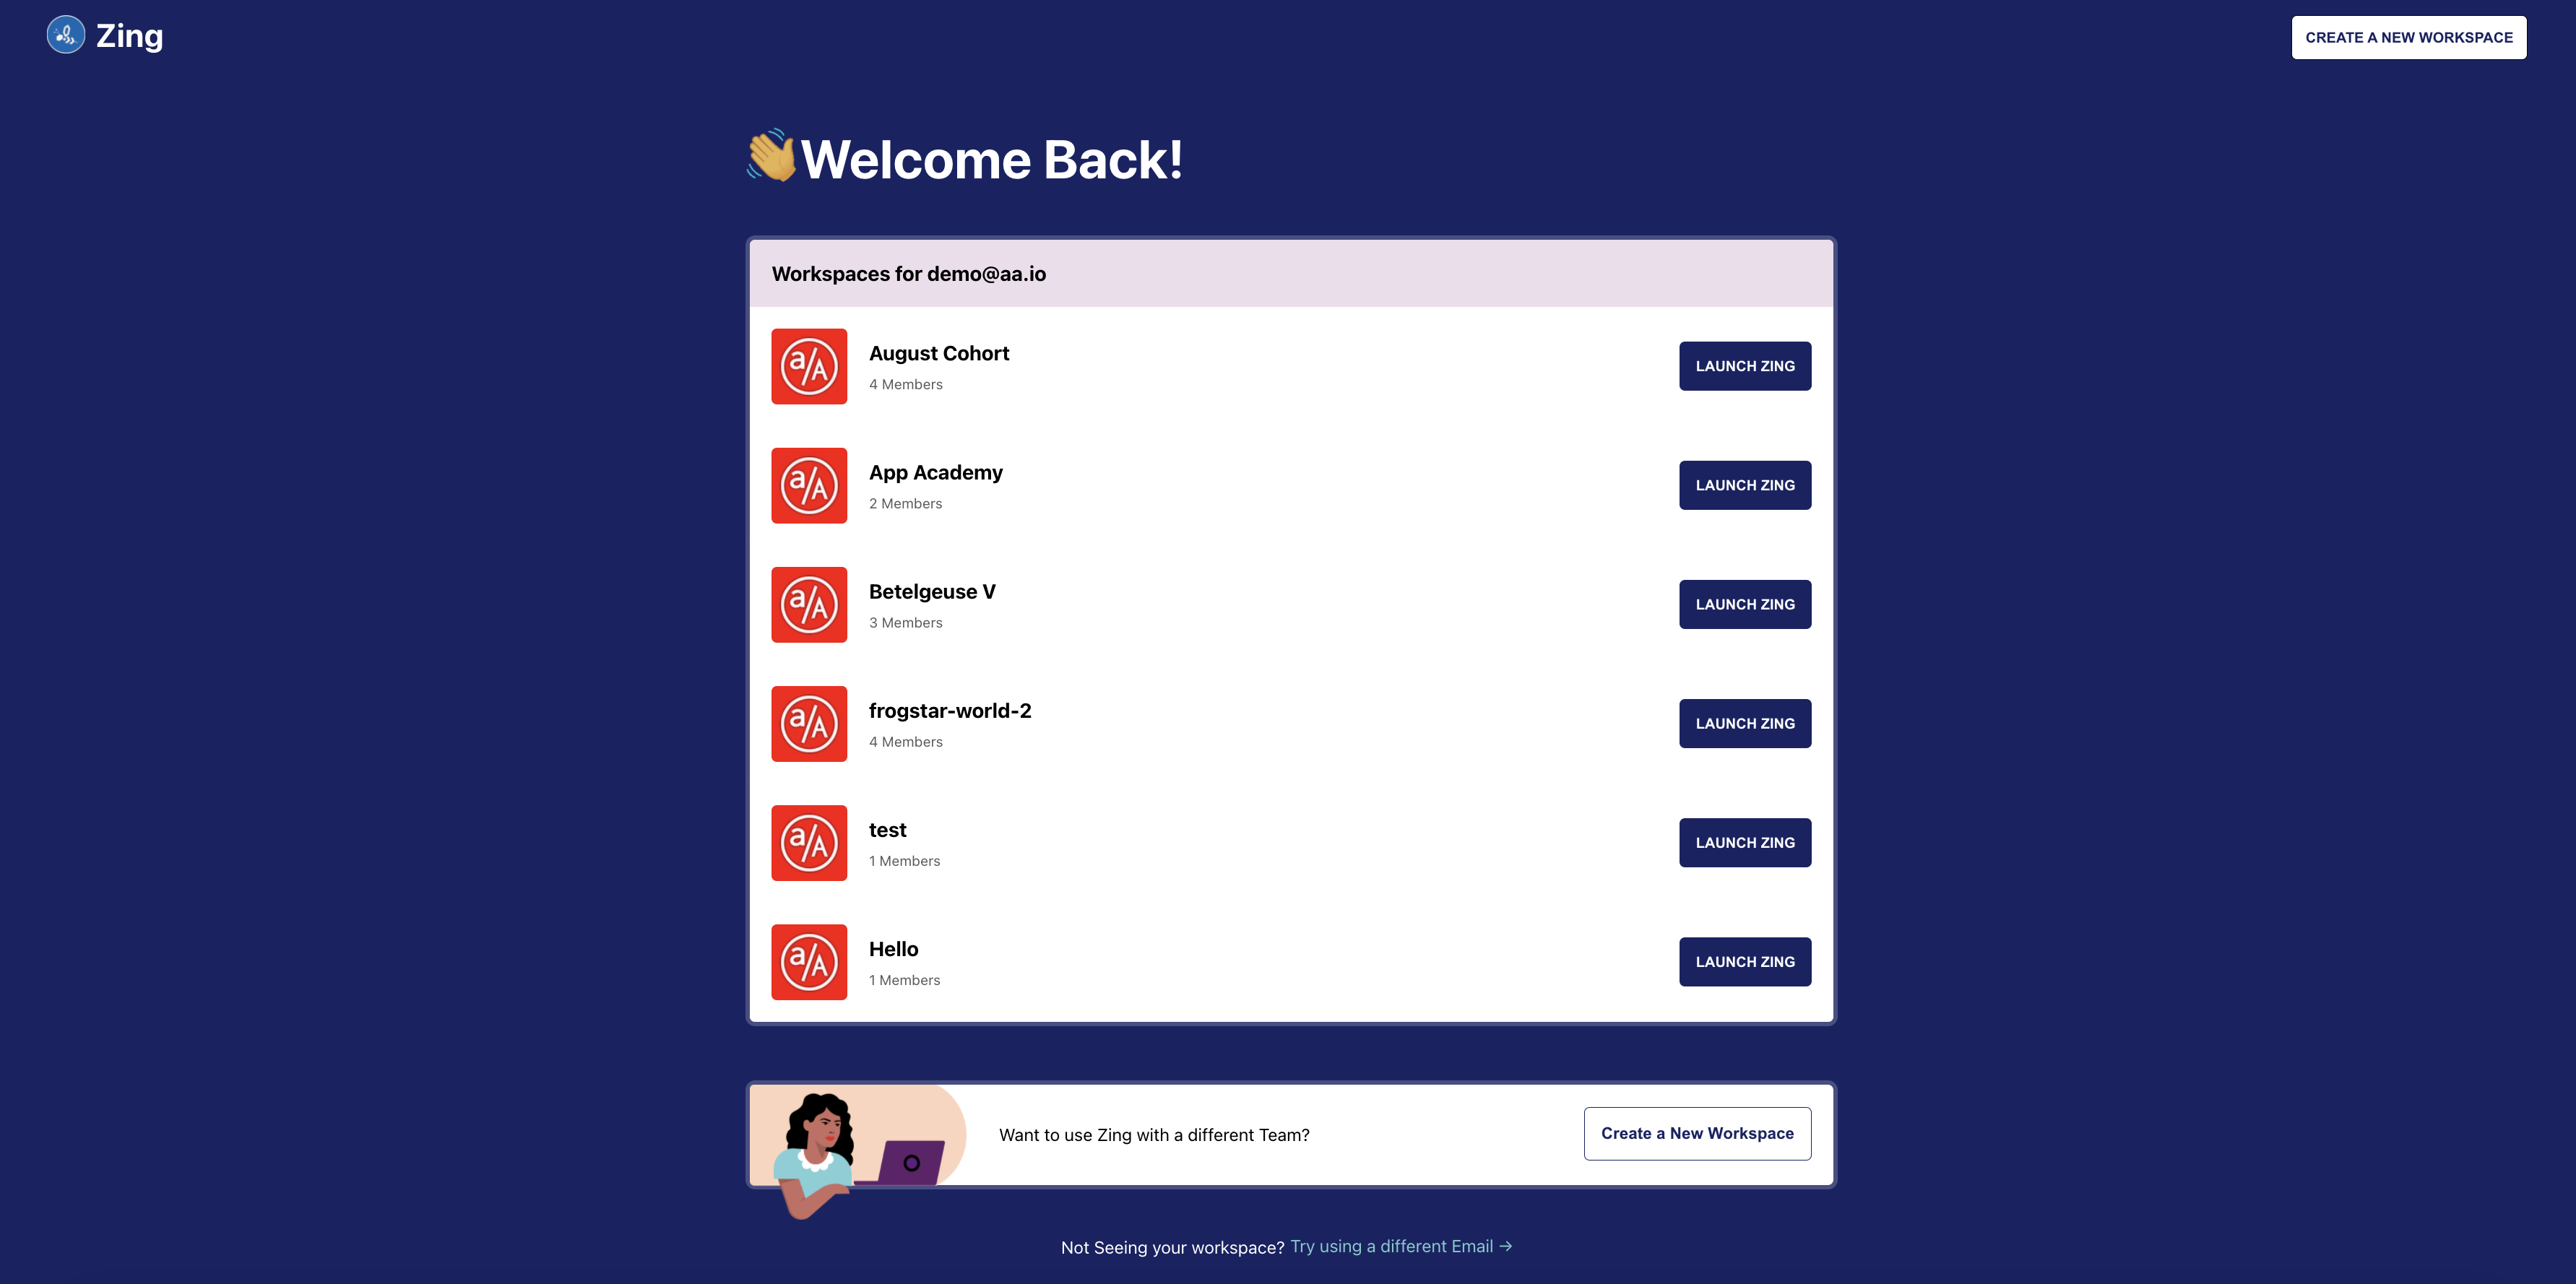 Zing
CREATE A NEW WORKSPACE
👋Welcome Back!
Workspaces for demo@aa.io
a/A
August Cohort
4 Members
LAUNCH ZING
a/A
App Academy
2 Members
LAUNCH ZING
a/A
Betelgeuse V
3 Members
LAUNCH ZING
a/A
frogstar-world-2
4 Members
LAUNCH ZING
a/A
test
1 Members
LAUNCH ZING
a/A
Hello
1 Members
LAUNCH ZING
Want to use Zing with a different Team?
Create a New Workspace
Not Seeing your workspace? Try using a different Email →